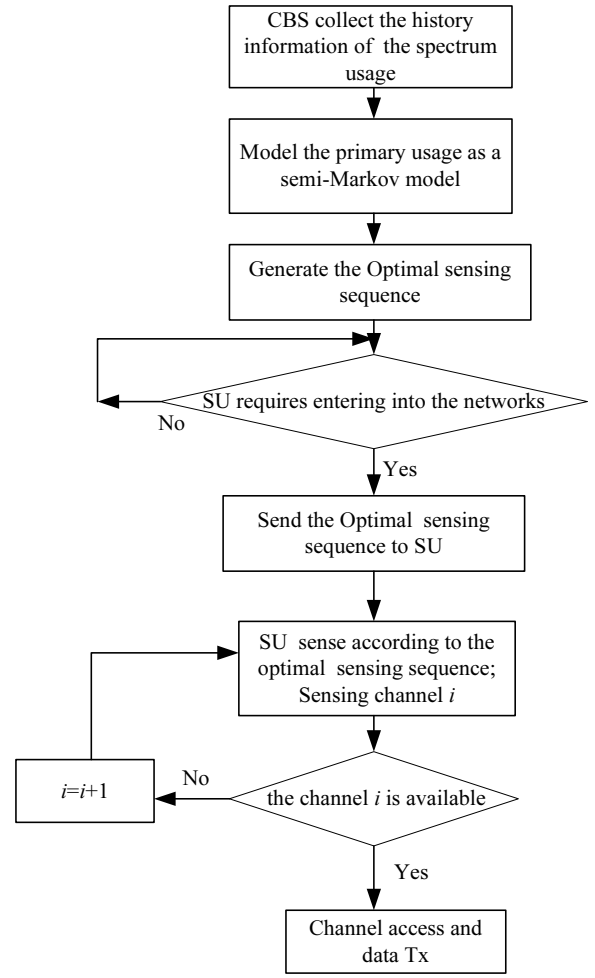 CBS collect the history
information of the spectrum
usage
Model the primary usage as a
semi-Markov model
Generate the Optimal sensing
sequence
SU requires entering into the networks
No
Yes
Send the Optimal sensing
sequence to SU
SU sense according to the
optimal sensing sequence;
Sensing channel i
i=i+1
No
the channel i is available
Yes
Channel access and
data Tx